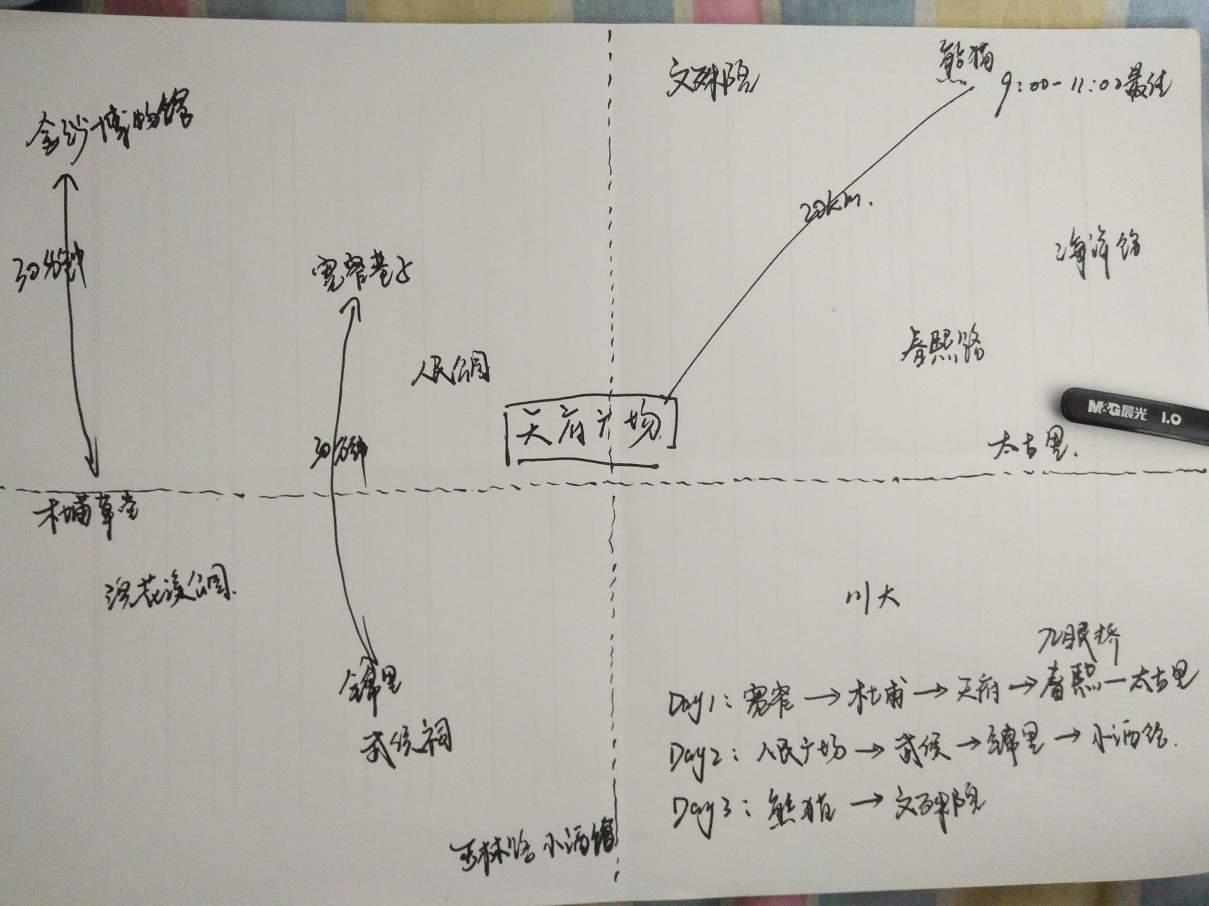 文殊院
熊猫
9:00-11:00最佳
金沙博物馆
20km.
30分钟
宽窄巷子
海洋馆
人民公园
春熙路
天府广场
M&G晨光 1.0
30分钟
太古里.
杜埔草堂
浣花溪公园.
川大
九眼桥
锦里
Day1: 宽窄→杜甫→天府→春熙—太古里
武侯祠
Day2: 人民广场→武侯→锦里→小酒馆.
Day3: 熊猫→文殊院
玉林路 小酒馆